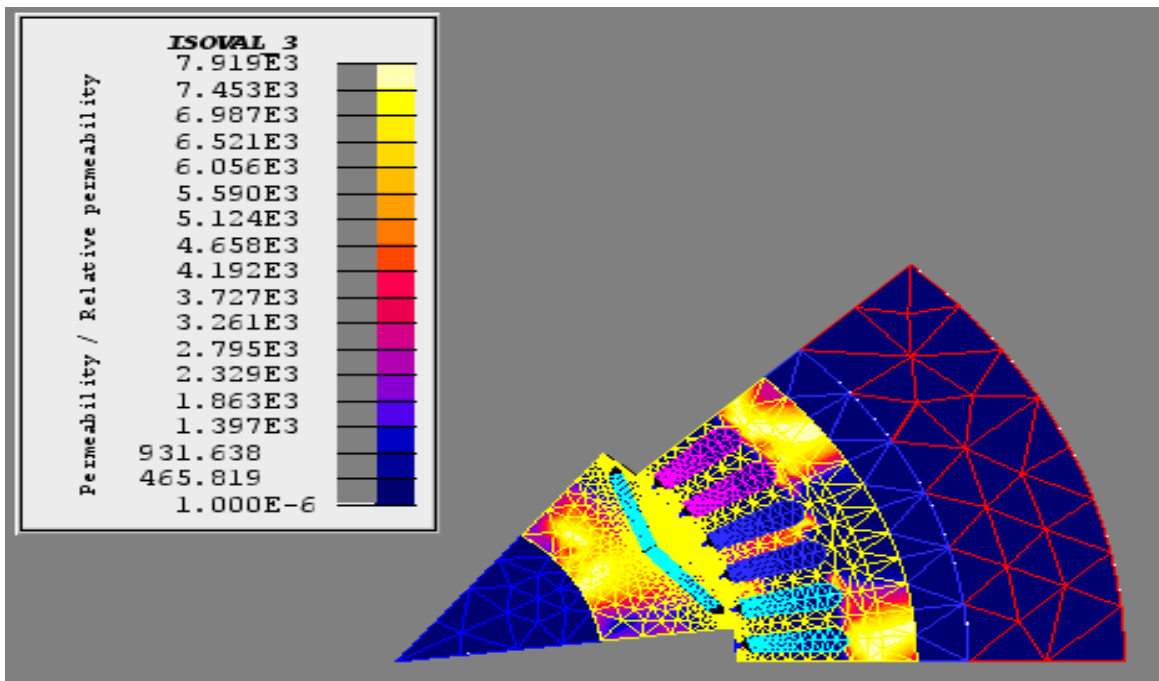 ISOVAL_3
7.919E3
7.453E3
6.987E3
6.521E3
6.056E3
5.590E3
5.124E3
4.658E3
4.192E3
3.727E3
3.261E3
2.795E3
2.329E3
1.863E3
1.397E3
931.638
465.819
1.000E-6
Permeability / Relative permeability